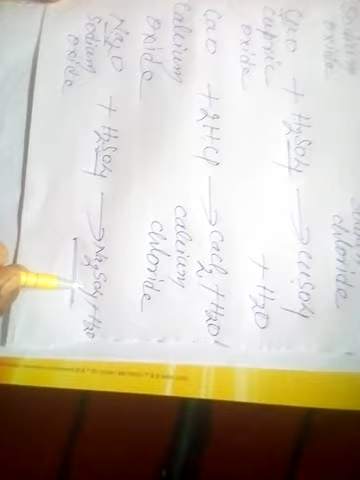 oxide chloride
CuO + H2SO4 → CuSO4
cupric + H2O
oxide
CaO + 2HCl → CaCl2 + H2O
calcium calcium
oxide chloride
Na2O + H2SO4 → Na2SO4 + H2O
Sodium
oxide